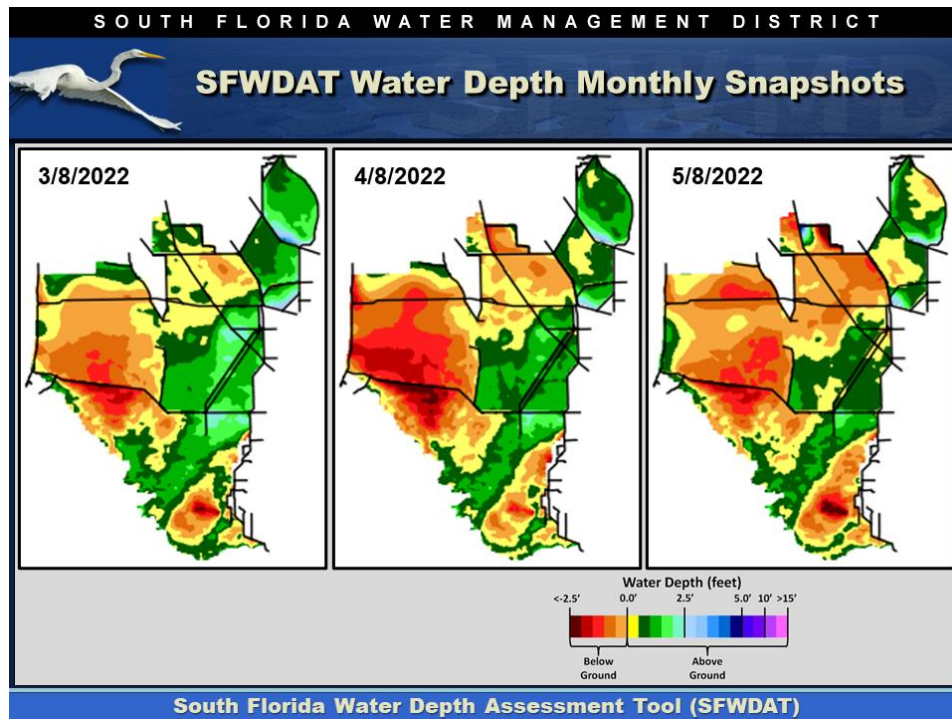 SOUTH FLORIDA WATER MANAGEMENT DISTRICT
SFWDAT Water Depth Monthly Snapshots
SFWMD
3/8/2022
4/8/2022
5/8/2022
Water Depth (feet)
<-2.5' 0.0' 2.5' 5.0' 10' >15'
Below Ground
Above Ground
South Florida Water Depth Assessment Tool (SFWDAT)